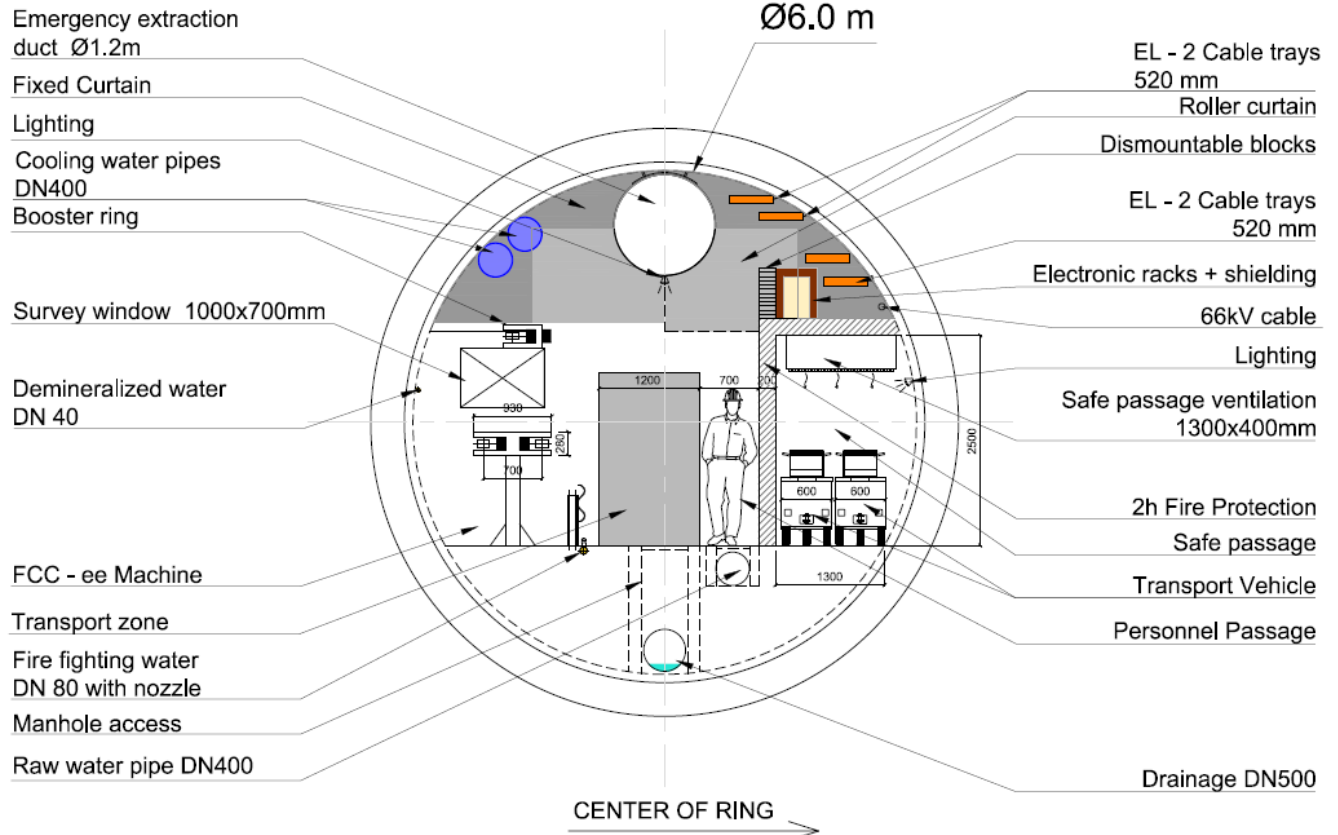 Emergency extraction
duct Ø1.2m
Fixed Curtain
Lighting
Cooling water pipes
DN400
Booster ring
Survey window 1000x700mm
Demineralized water
DN 40
FCC - ee Machine
Transport zone
Fire fighting water
DN 80 with nozzle
Manhole access
Raw water pipe DN400
Ø6.0 m
EL - 2 Cable trays
520 mm
Roller curtain
Dismountable blocks
EL - 2 Cable trays
520 mm
Electronic racks + shielding
66kV cable
Lighting
Safe passage ventilation
1300x400mm
2h Fire Protection
Safe passage
Transport Vehicle
Personnel Passage
Drainage DN500
1200
700
200
930
280
700
2500
600
600
1300
CENTER OF RING